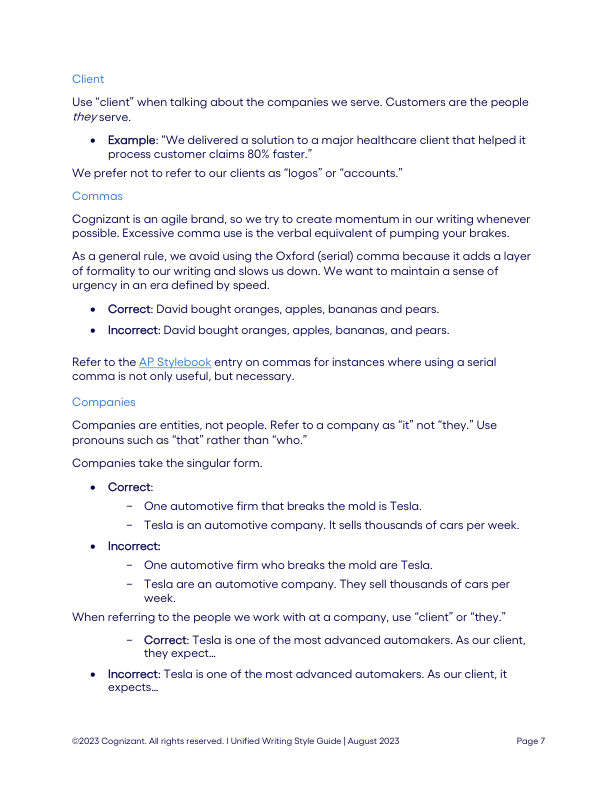 Client
Use “client” when talking about the companies we serve. Customers are the people
they serve.
• Example: “We delivered a solution to a major healthcare client that helped it
process customer claims 80% faster.”
We prefer not to refer to our clients as “logos” or “accounts.”
Commas
Cognizant is an agile brand, so we try to create momentum in our writing whenever
possible. Excessive comma use is the verbal equivalent of pumping your brakes.
As a general rule, we avoid using the Oxford (serial) comma because it adds a layer
of formality to our writing and slows us down. We want to maintain a sense of
urgency in an era defined by speed.
• Correct: David bought oranges, apples, bananas and pears.
• Incorrect: David bought oranges, apples, bananas, and pears.
Refer to the AP Stylebook entry on commas for instances where using a serial
comma is not only useful, but necessary.
Companies
Companies are entities, not people. Refer to a company as “it” not “they.” Use
pronouns such as “that” rather than “who.”
Companies take the singular form.
• Correct:
– One automotive firm that breaks the mold is Tesla.
– Tesla is an automotive company. It sells thousands of cars per week.
• Incorrect:
– One automotive firm who breaks the mold are Tesla.
– Tesla are an automotive company. They sell thousands of cars per
week.
When referring to the people we work with at a company, use “client” or “they.”
– Correct: Tesla is one of the most advanced automakers. As our client,
they expect…
• Incorrect: Tesla is one of the most advanced automakers. As our client, it
expects…
©2023 Cognizant. All rights reserved. I Unified Writing Style Guide | August 2023 Page 7